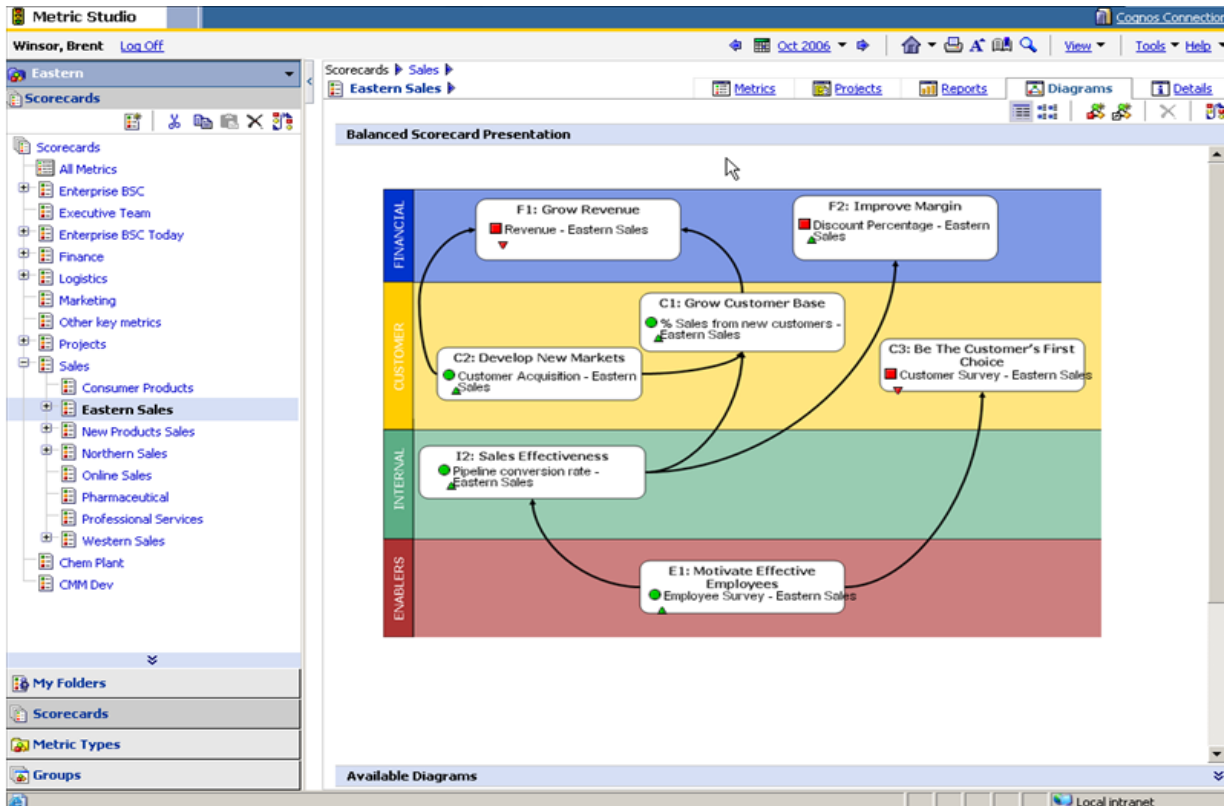 Metric Studio
Cognos Connection
Winsor, Brent Log Off
Oct 2006 View Tools Help
Eastern
Scorecards
Scorecards
All Metrics
Enterprise BSC
Executive Team
Enterprise BSC Today
Finance
Logistics
Marketing
Other key metrics
Projects
Sales
Consumer Products
Eastern Sales
New Products Sales
Northern Sales
Online Sales
Pharmaceutical
Professional Services
Western Sales
Chem Plant
CMM Dev
My Folders
Scorecards
Metric Types
Groups
Scorecards Sales
Eastern Sales
Metrics Projects Reports Diagrams Details
Balanced Scorecard Presentation
FINANCIAL
F1: Grow Revenue
Revenue - Eastern Sales
F2: Improve Margin
Discount Percentage - Eastern
Sales
CUSTOMER
C1: Grow Customer Base
% Sales from new customers -
Eastern Sales
C2: Develop New Markets
Customer Acquisition - Eastern
Sales
C3: Be The Customer's First
Choice
Customer Survey - Eastern Sales
INTERNAL
I2: Sales Effectiveness
Pipeline conversion rate -
Eastern Sales
ENABLERS
E1: Motivate Effective
Employees
Employee Survey - Eastern Sales
Available Diagrams
Local intranet